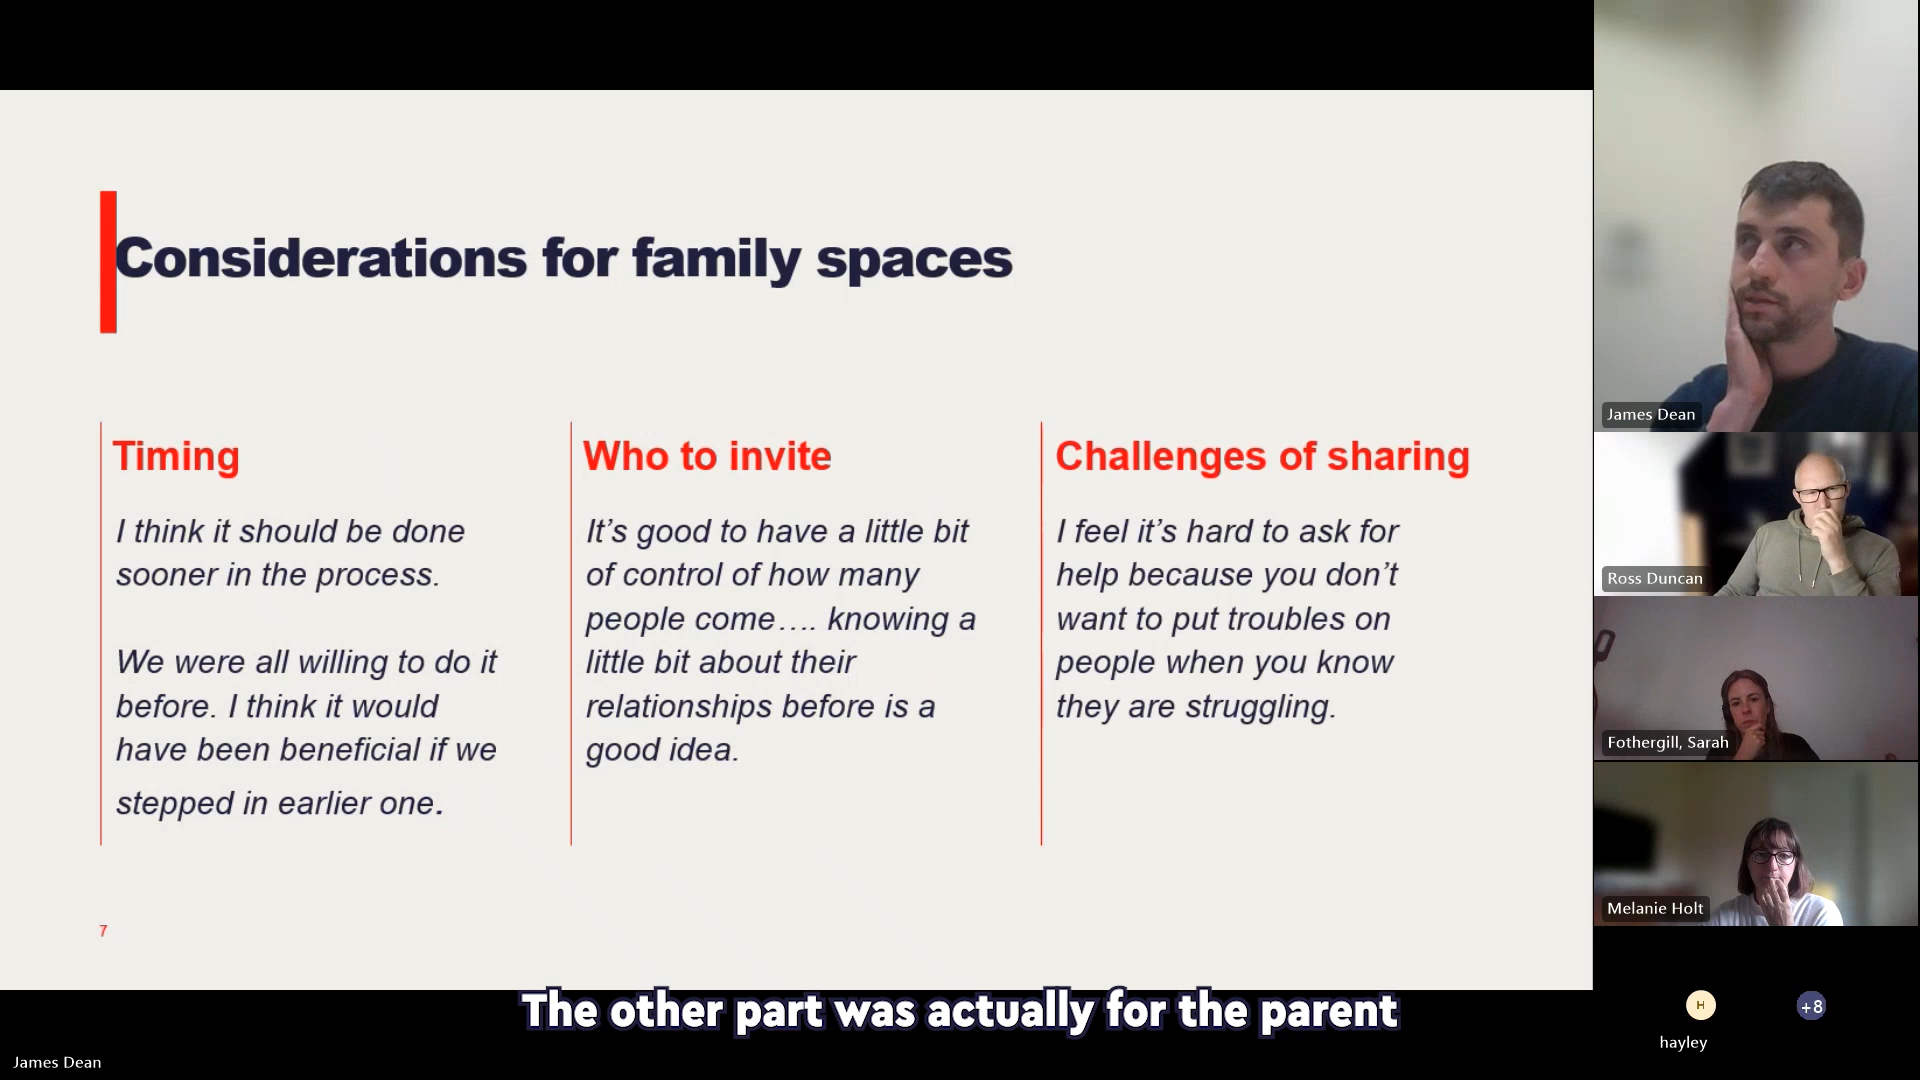 Considerations for family spaces
Timing
I think it should be done
sooner in the process.
We were all willing to do it
before. I think it would
have been beneficial if we
stepped in earlier one.
Who to invite
It’s good to have a little bit
of control of how many
people come…. knowing a
little bit about their
relationships before is a
good idea.
Challenges of sharing
I feel it’s hard to ask for
help because you don’t
want to put troubles on
people when you know
they are struggling.
7
James Dean
Ross Duncan
Fothergill, Sarah
Melanie Holt
H
hayley
+8
The other part was actually for the parent
James Dean